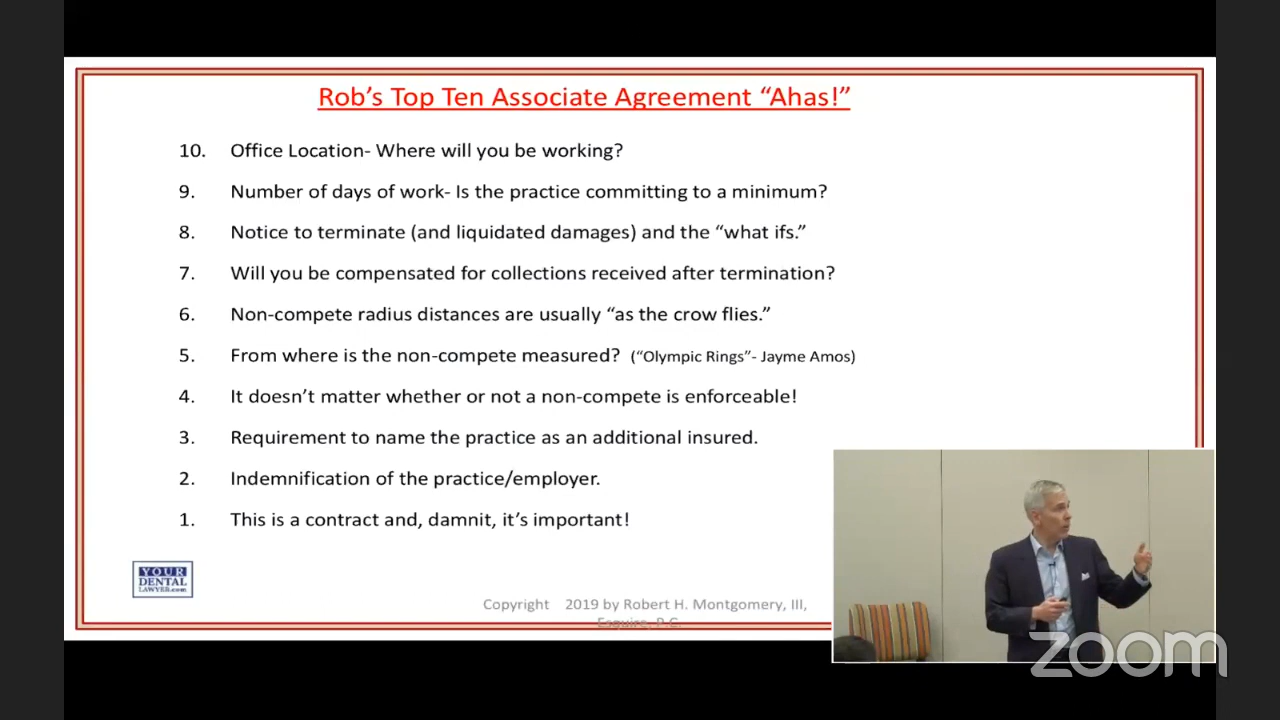 Rob’s Top Ten Associate Agreement “Ahas!”
10. Office Location- Where will you be working?
9. Number of days of work- Is the practice committing to a minimum?
8. Notice to terminate (and liquidated damages) and the “what ifs.”
7. Will you be compensated for collections received after termination?
6. Non-compete radius distances are usually “as the crow flies.”
5. From where is the non-compete measured? (“Olympic Rings”- Jayme Amos)
4. It doesn’t matter whether or not a non-compete is enforceable!
3. Requirement to name the practice as an additional insured.
2. Indemnification of the practice/employer.
1. This is a contract and, damnit, it’s important!
YOUR
DENTAL
LAWYER.com
Copyright 2019 by Robert H. Montgomery, III,
Esquire, P.C.
zoom